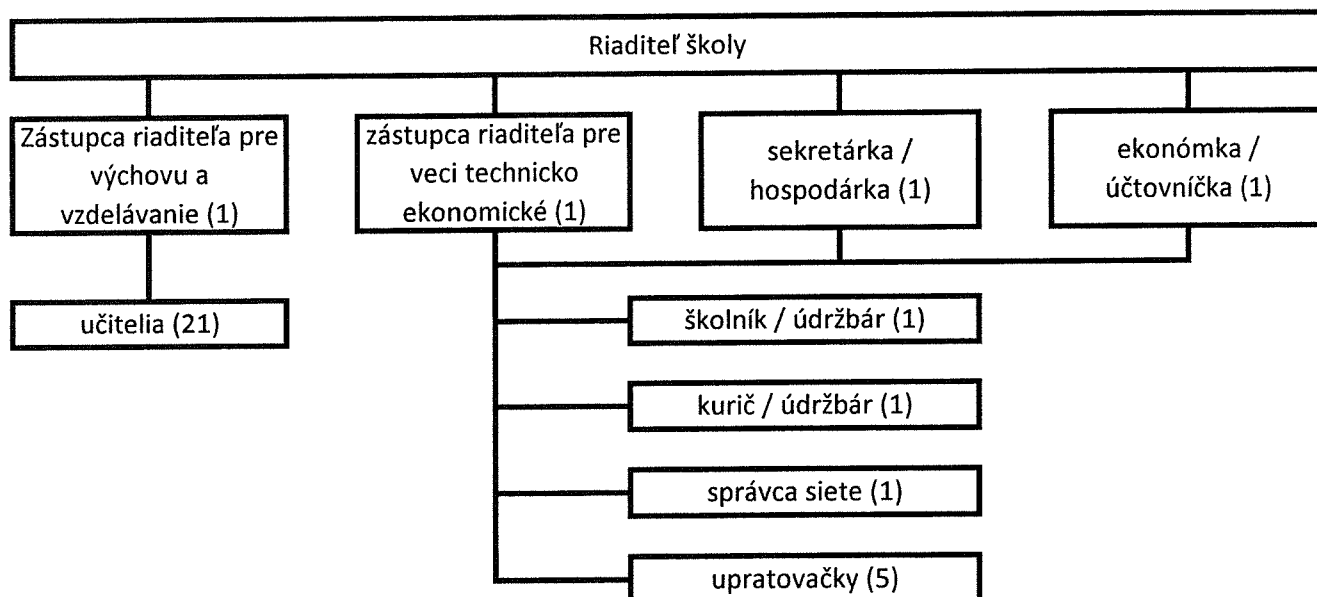 Riaditeľ školy
Zástupca riaditeľa pre
výchovu a
vzdelávanie (1)
zástupca riaditeľa pre
veci technicko
ekonomické (1)
sekretárka /
hospodárka (1)
ekonómka /
účtovníčka (1)
učitelia (21)
školník / údržbár (1)
kurič / údržbár (1)
správca siete (1)
upratovačky (5)